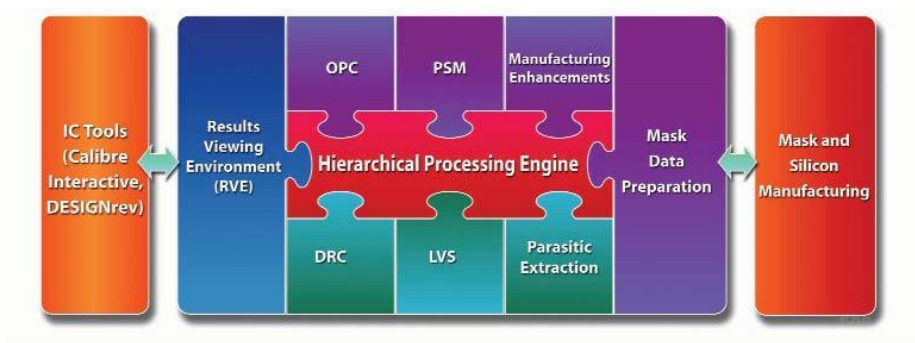 IC Tools
(Calibre
Interactive,
DESIGNrev)
Results
Viewing
Environment
(RVE)
OPC
PSM
Manufacturing
Enhancements
Hierarchical Processing Engine
DRC
LVS
Parasitic
Extraction
Mask
Data
Preparation
Mask and
Silicon
Manufacturing